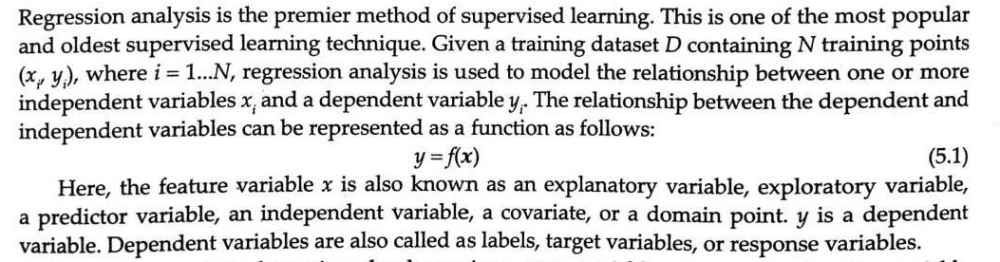 Regression analysis is the premier method of supervised learning. This is one of the most popular
and oldest supervised learning technique. Given a training dataset D containing N training points
(xᵢ, yᵢ), where i = 1...N, regression analysis is used to model the relationship between one or more
independent variables xᵢ and a dependent variable yᵢ. The relationship between the dependent and
independent variables can be represented as a function as follows:
y = f(x) (5.1)
Here, the feature variable x is also known as an explanatory variable, exploratory variable,
a predictor variable, an independent variable, a covariate, or a domain point. y is a dependent
variable. Dependent variables are also called as labels, target variables, or response variables.